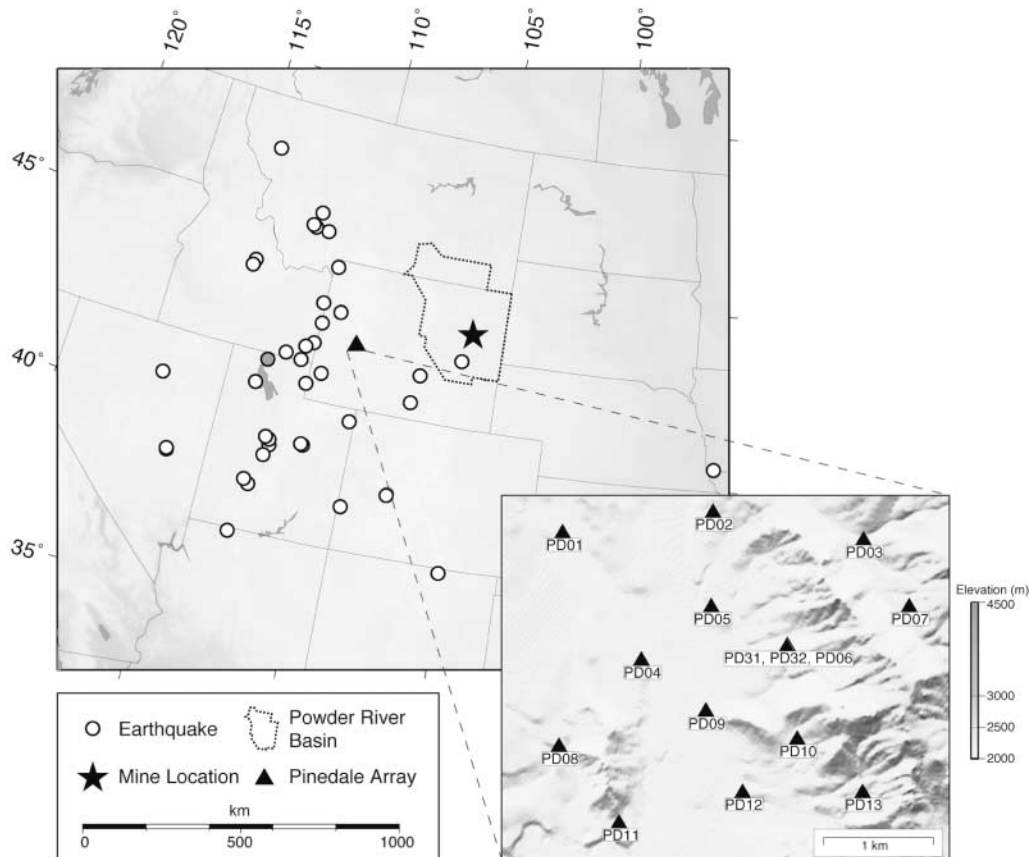 120°
115°
110°
105°
100°
45°
40°
35°
PD01
PD02
PD03
PD05
PD07
PD31, PD32, PD06
PD04
PD09
PD10
PD08
PD12
PD13
PD11
1 km
Elevation (m)
4500
3000
2500
2000
Earthquake
Powder River
Basin
Mine Location
Pinedale Array
km
0
500
1000